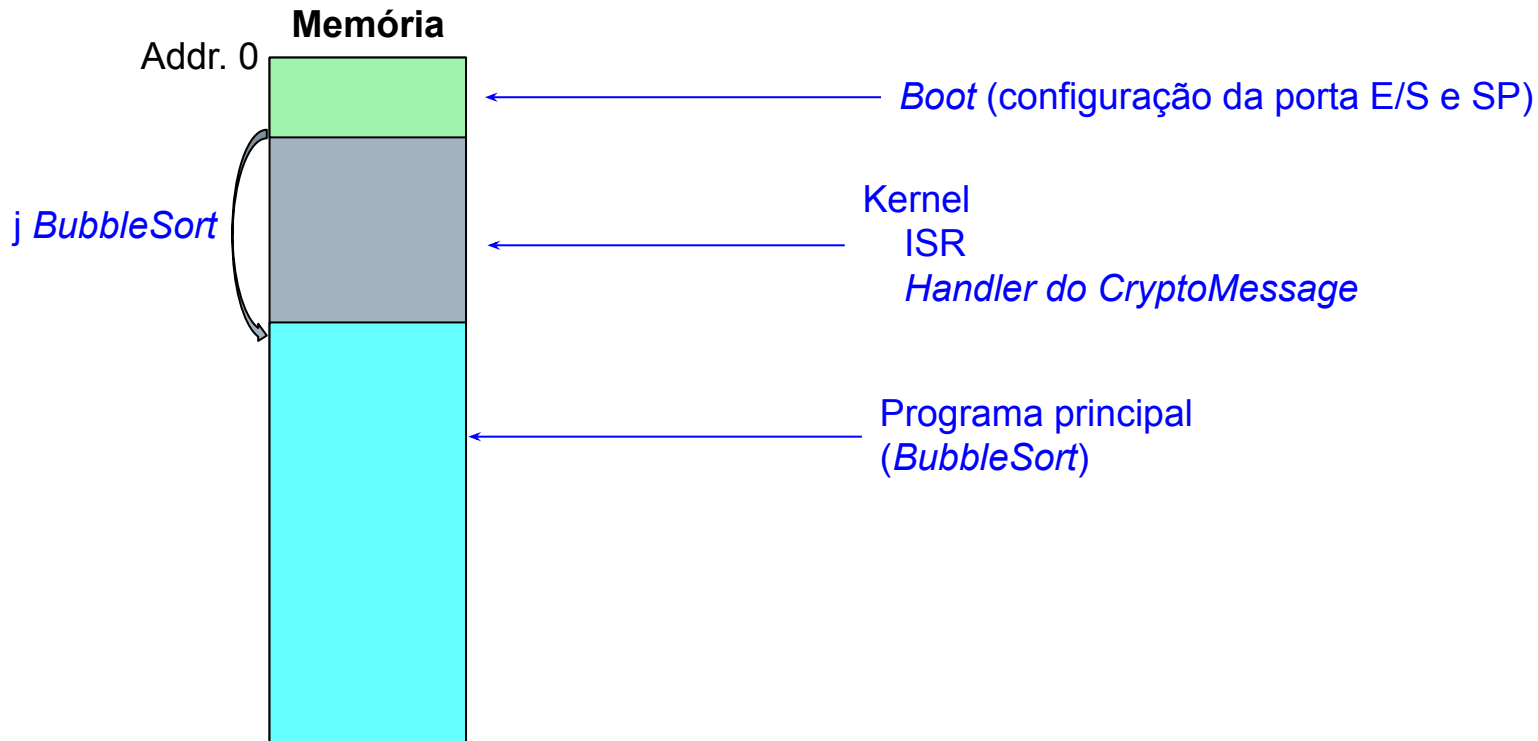 Memória
Addr. 0
Boot (configuração da porta E/S e SP)
j BubbleSort
Kernel
ISR
Handler do CryptoMessage
Programa principal
(BubbleSort)